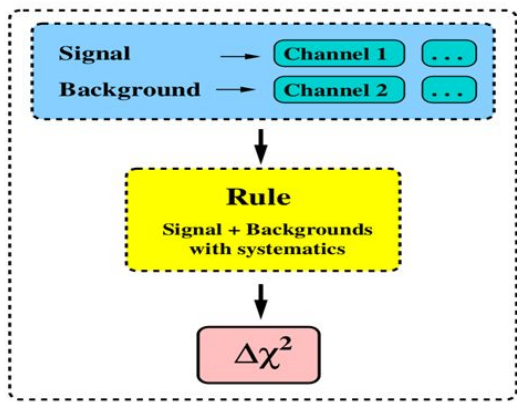 Signal → Channel 1 ...
Background → Channel 2 ...
Rule
Signal + Backgrounds
with systematics
Δχ²